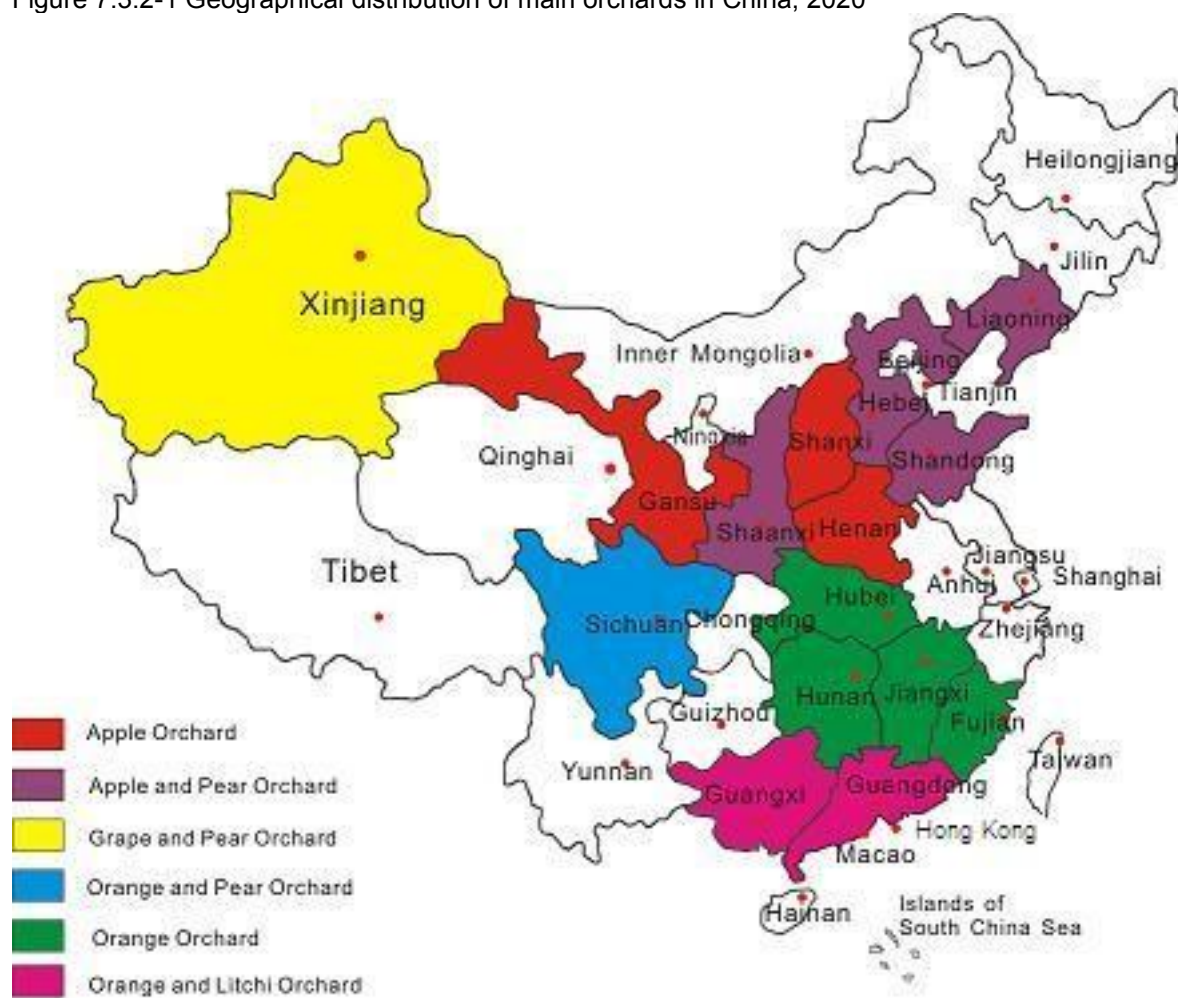 Figure 7.3.2-1 Geographical distribution of main orchards in China, 2020
Heilongjiang
Jilin
Xinjiang
Liaoning
Inner Mongolia
Beijing
Tianjin
Hebei
Ningxia
Shanxi
Qinghai
Shandong
Gansu
Shaanxi
Henan
Jiangsu
Tibet
Anhui
Shanghai
Hubei
Sichuan
Chongqing
Zhejiang
Hunan
Jiangxi
Guizhou
Fujian
Apple Orchard
Taiwan
Yunnan
Apple and Pear Orchard
Guangxi
Guangdong
Hong Kong
Grape and Pear Orchard
Macao
Orange and Pear Orchard
Hainan
Islands of
South China Sea
Orange Orchard
Orange and Litchi Orchard